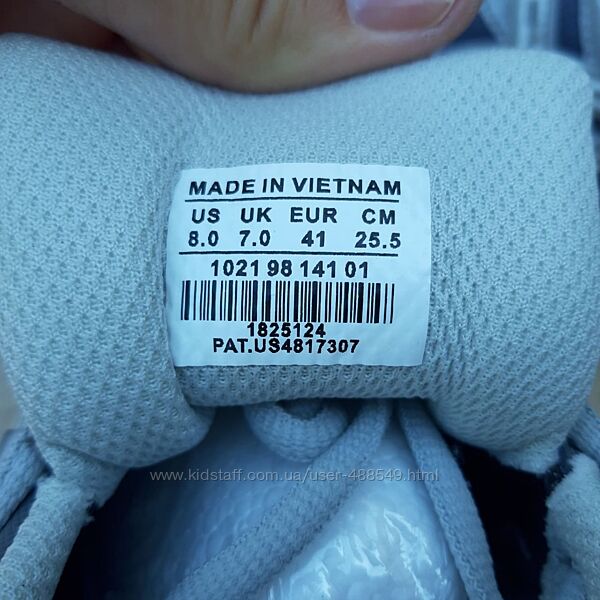 MADE IN VIETNAM
US UK EUR CM
8.0 7.0 41 25.5
1021 98 141 01
1825124
PAT.US4817307
www.kidstaff.com.ua/user-488549.html